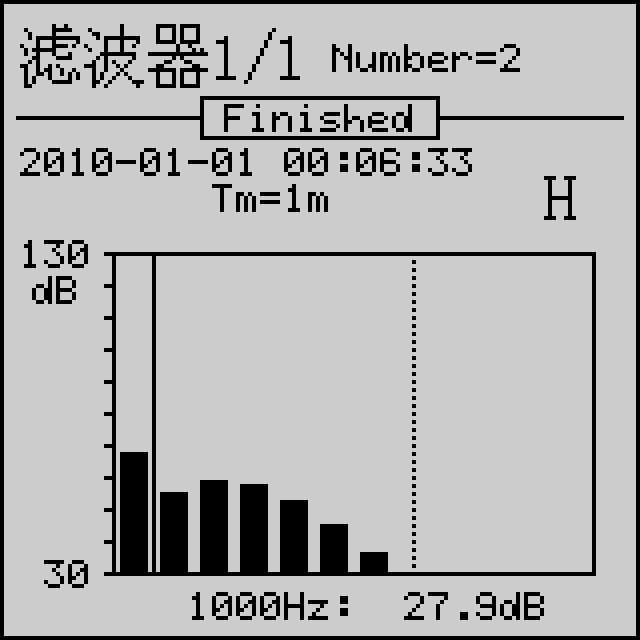 滤波器1/1 Number=2
Finished
2010-01-01 00:06:33
Tm=1m H
130
dB
30
1000Hz: 27.9dB